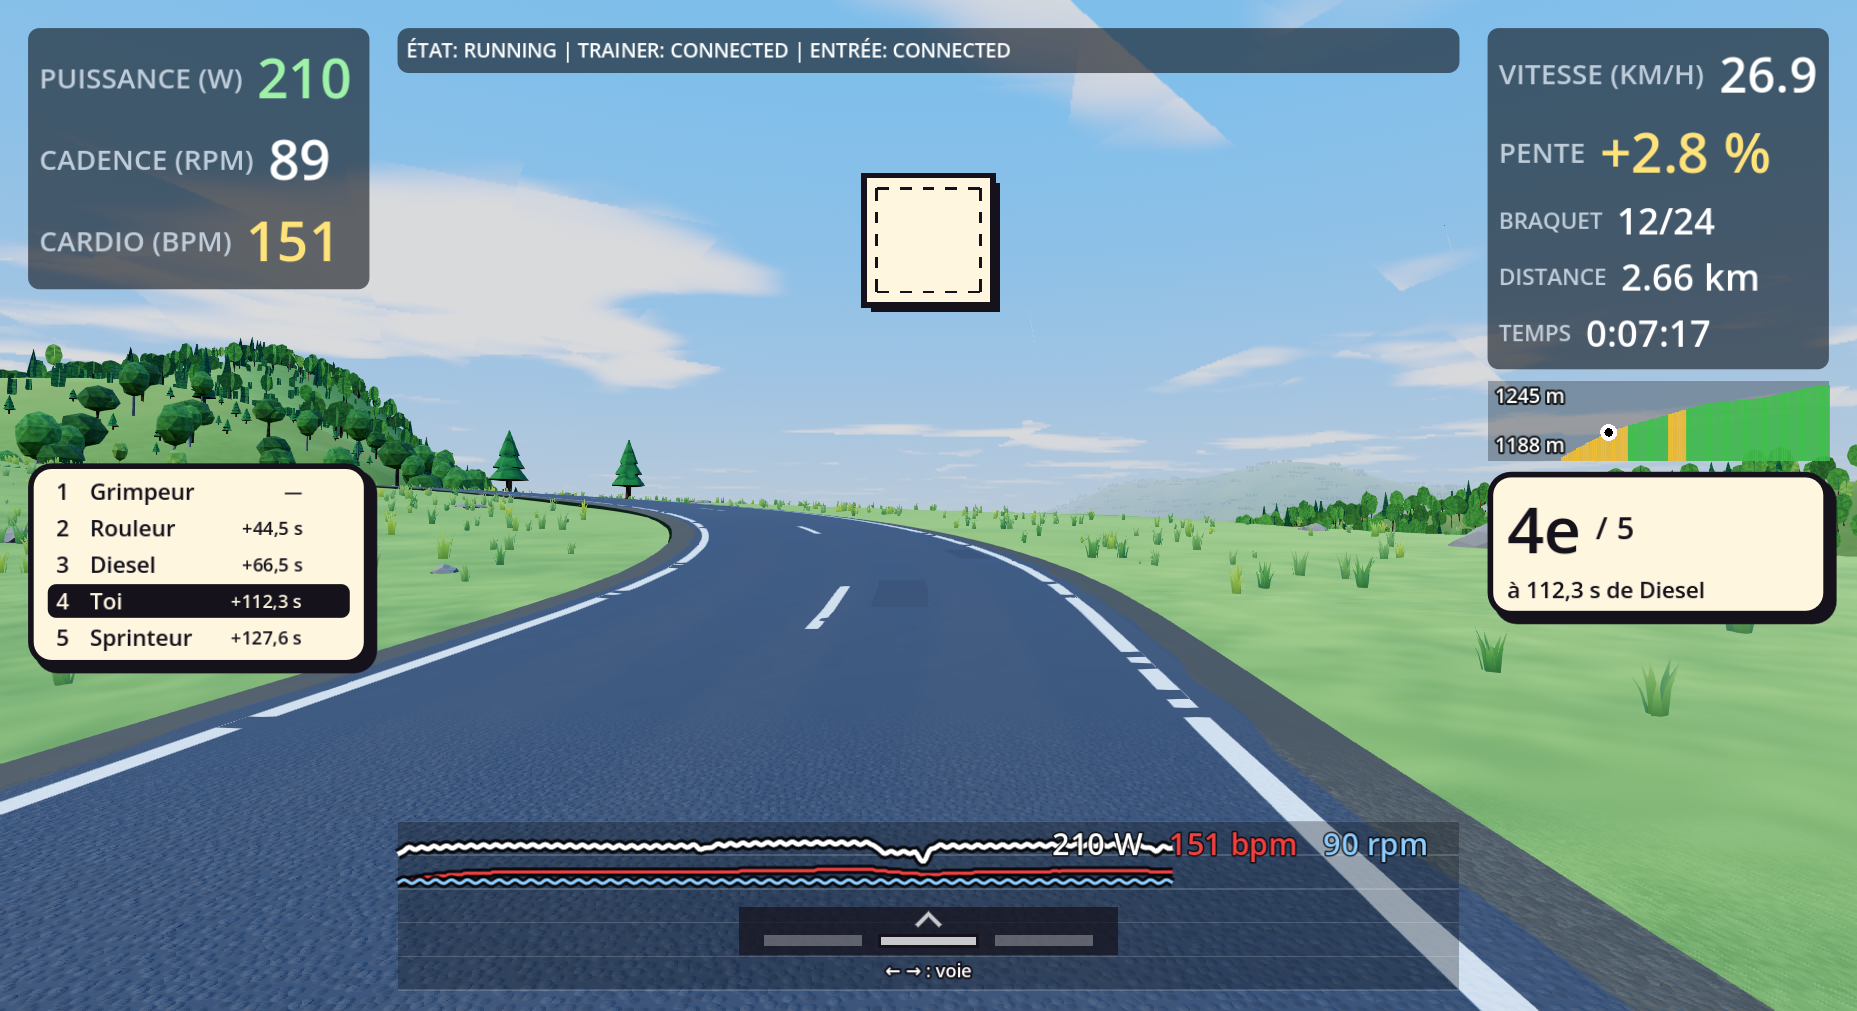 PUISSANCE (W) 210
CADENCE (RPM) 89
CARDIO (BPM) 151
ÉTAT: RUNNING | TRAINER: CONNECTED | ENTRÉE: CONNECTED
VITESSE (KM/H) 26.9
PENTE +2.8 %
BRAQUET 12/24
DISTANCE 2.66 km
TEMPS 0:07:17
1245 m
1188 m
1 Grimpeur —
2 Rouleur +44,5 s
3 Diesel +66,5 s
4 Toi +112,3 s
5 Sprinteur +127,6 s
4e / 5
à 112,3 s de Diesel
210 W 151 bpm 90 rpm
← → : voie